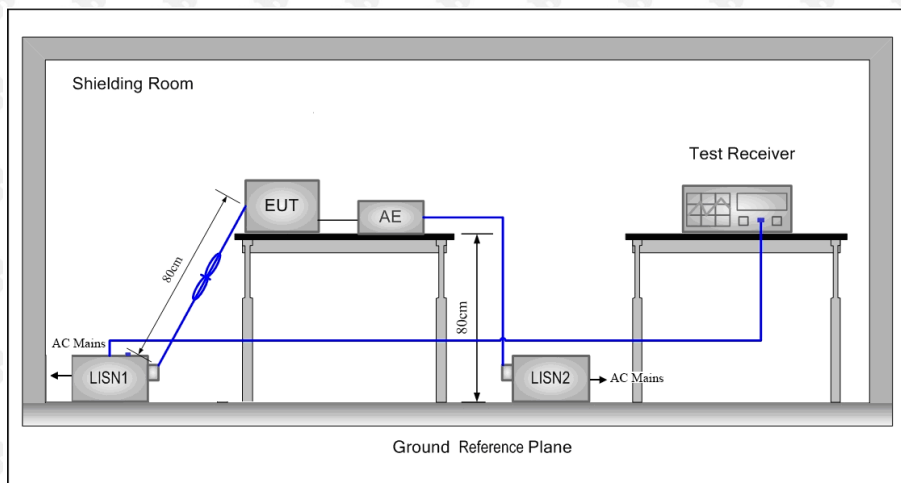 Shielding Room
Test Receiver
EUT
AE
80cm
80cm
AC Mains
LISN1
LISN2
AC Mains
Ground Reference Plane